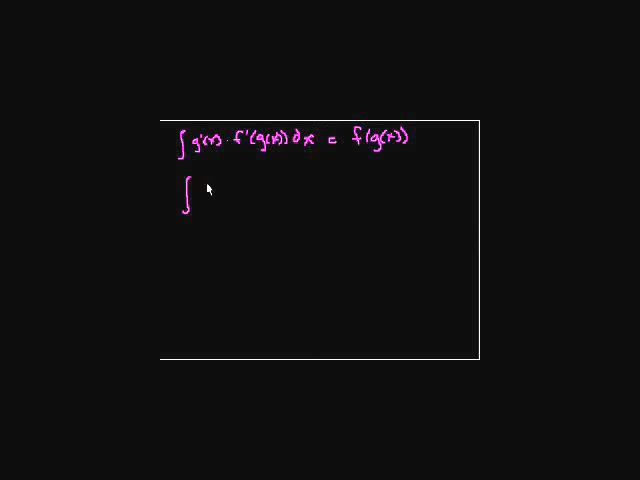 ∫ g'(x) · f'(g(x)) dx = f(g(x))
∫